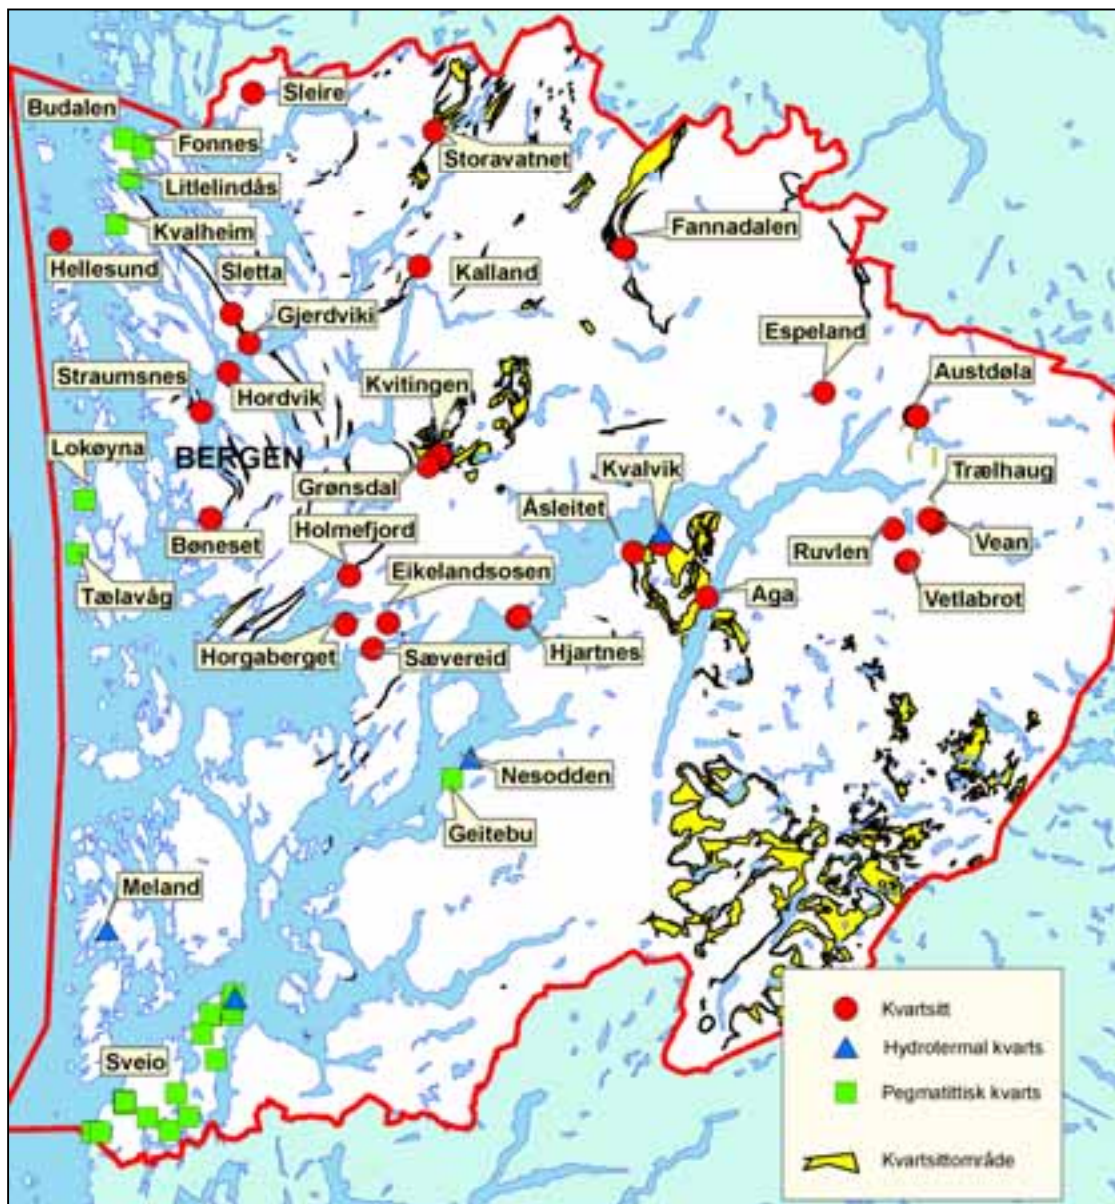 Sleire
Budalen
Fonnes
Storavatnet
Litlelindås
Kvalheim
Fannadalen
Hellesund
Sletta
Kalland
Gjerdviki
Espeland
Straumsnes
Hordvik
Kvitingen
Austdøla
BERGEN
Lokøyna
Grønsdal
Kvalvik
Trælhaug
Åsleitet
Holmefjord
Bøneset
Ruvlen
Vean
Eikelandsosen
Tælavåg
Aga
Vetlabrot
Horgaberget
Sævereid
Hjartnes
Nesodden
Geitebu
Meland
Sveio
Kvartsitt
Hydrotermal kvarts
Pegmatittisk kvarts
Kvartsittområde